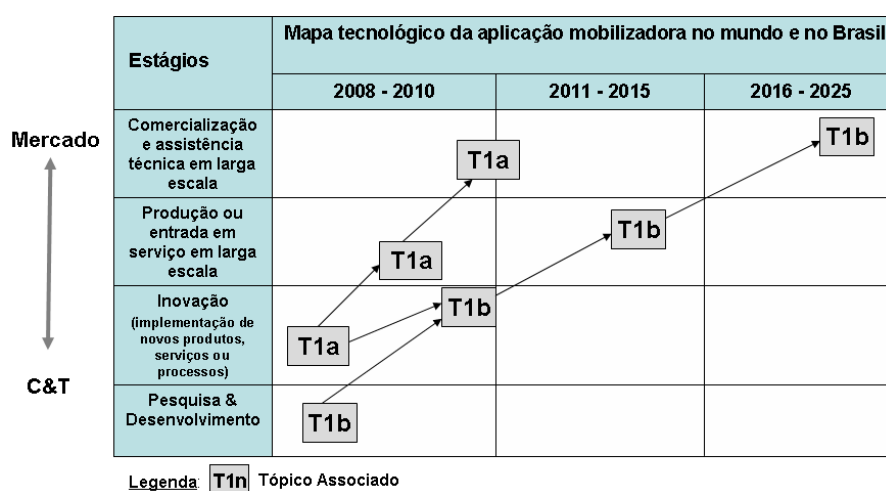 Mapa tecnológico da aplicação mobilizadora no mundo e no Brasil
Estágios
2008 - 2010
2011 - 2015
2016 - 2025
Mercado
Comercialização
e assistência
técnica em larga
escala
T1a
T1b
Produção ou
entrada em
serviço em larga
escala
T1a
T1b
Inovação
(implementação de
novos produtos,
serviços ou
processos)
T1a
T1b
C&T
Pesquisa &
Desenvolvimento
T1b
Legenda: T1n Tópico Associado